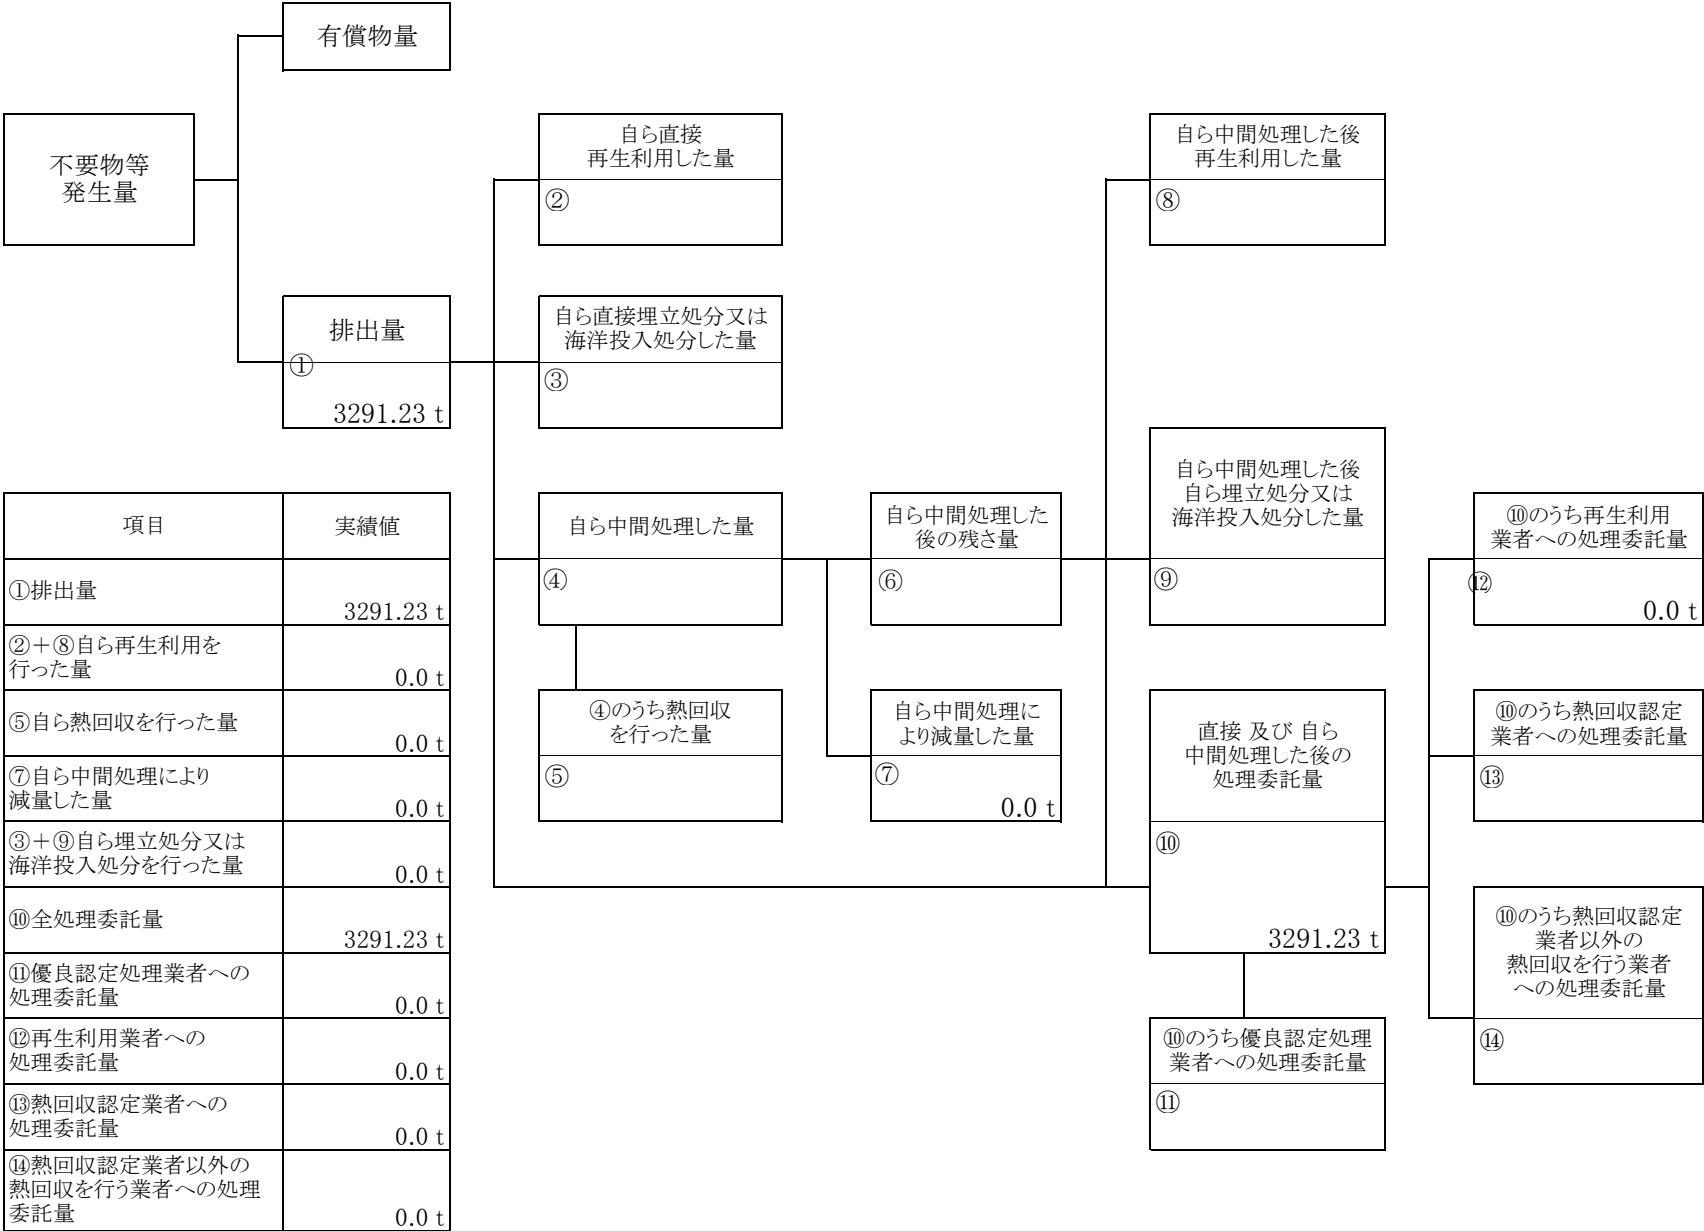 有償物量
不要物等
発生量
排出量
①
3291.23 t
自ら直接
再生利用した量
②
自ら直接埋立処分又は
海洋投入処分した量
③
自ら中間処理した量
④
④のうち熱回収
を行った量
⑤
自ら中間処理した
後の残さ量
⑥
自ら中間処理に
より減量した量
⑦
0.0 t
自ら中間処理した後
再生利用した量
⑧
自ら中間処理した後
自ら埋立処分又は
海洋投入処分した量
⑨
直接 及び 自ら
中間処理した後の
処理委託量
⑩
3291.23 t
⑩のうち優良認定処理
業者への処理委託量
⑪
⑩のうち再生利用
業者への処理委託量
⑫
0.0 t
⑩のうち熱回収認定
業者への処理委託量
⑬
⑩のうち熱回収認定
業者以外の
熱回収を行う業者
への処理委託量
⑭
項目 実績値
①排出量
3291.23 t
②＋⑧自ら再生利用を
行った量
0.0 t
⑤自ら熱回収を行った量
0.0 t
⑦自ら中間処理により
減量した量
0.0 t
③＋⑨自ら埋立処分又は
海洋投入処分を行った量
0.0 t
⑩全処理委託量
3291.23 t
⑪優良認定処理業者への
処理委託量
0.0 t
⑫再生利用業者への
処理委託量
0.0 t
⑬熱回収認定業者への
処理委託量
0.0 t
⑭熱回収認定業者以外の
熱回収を行う業者への処理
委託量
0.0 t